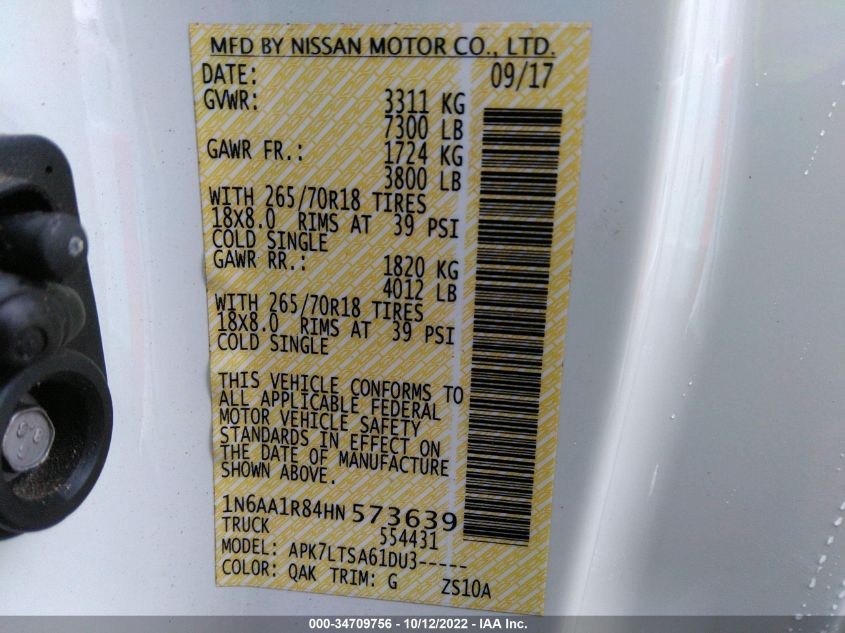 MFD BY NISSAN MOTOR CO., LTD.
DATE: 09/17
GVWR: 3311 KG
7300 LB
GAWR FR.: 1724 KG
3800 LB
WITH 265/70R18 TIRES
18X8.0 RIMS AT 39 PSI
COLD SINGLE
GAWR RR.: 1820 KG
4012 LB
WITH 265/70R18 TIRES
18X8.0 RIMS AT 39 PSI
COLD SINGLE
THIS VEHICLE CONFORMS TO
ALL APPLICABLE FEDERAL
MOTOR VEHICLE SAFETY
STANDARDS IN EFFECT ON
THE DATE OF MANUFACTURE
SHOWN ABOVE.
1N6AA1R84HN573639
TRUCK 554431
MODEL: APK7LTSA61DU3-----
COLOR: QAK TRIM: G ZS10A
000-34709756 - 10/12/2022 - IAA Inc.